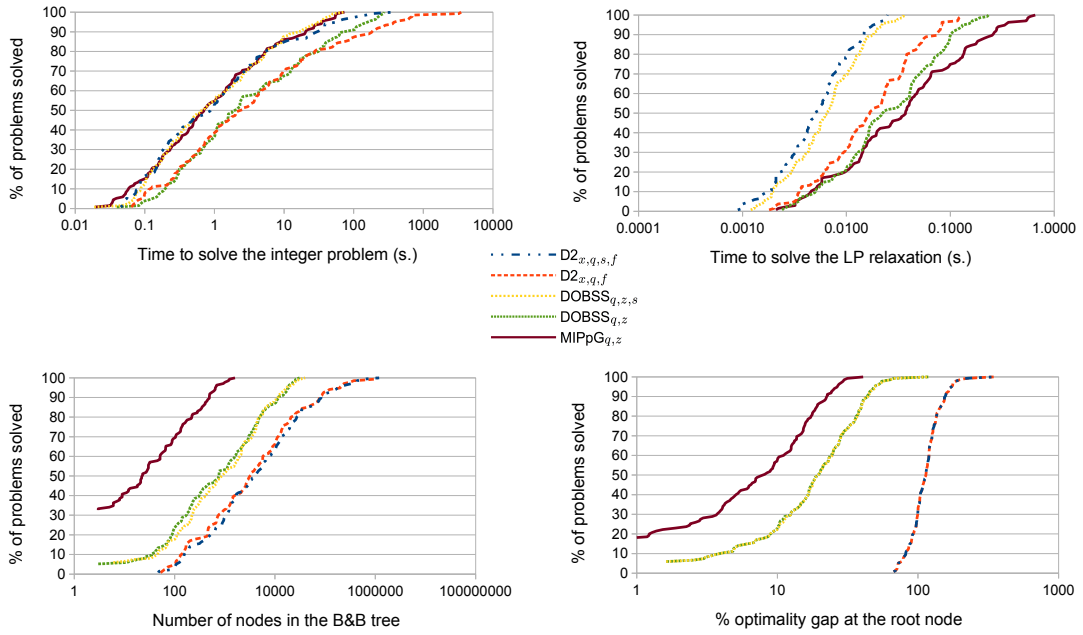 % of problems solved
100
90
80
70
60
50
40
30
20
10
0
0.01 0.1 1 10 100 1000 10000
Time to solve the integer problem (s.)
% of problems solved
100
90
80
70
60
50
40
30
20
10
0
0.0001 0.0010 0.0100 0.1000 1.0000
Time to solve the LP relaxation (s.)
D2x,q,s,f
D2x,q,f
DOBSSq,z,s
DOBSSq,z
MIPpGq,z
% of problems solved
100
90
80
70
60
50
40
30
20
10
0
1 100 10000 1000000 100000000
Number of nodes in the B&B tree
% of problems solved
100
90
80
70
60
50
40
30
20
10
0
1 10 100 1000
% optimality gap at the root node